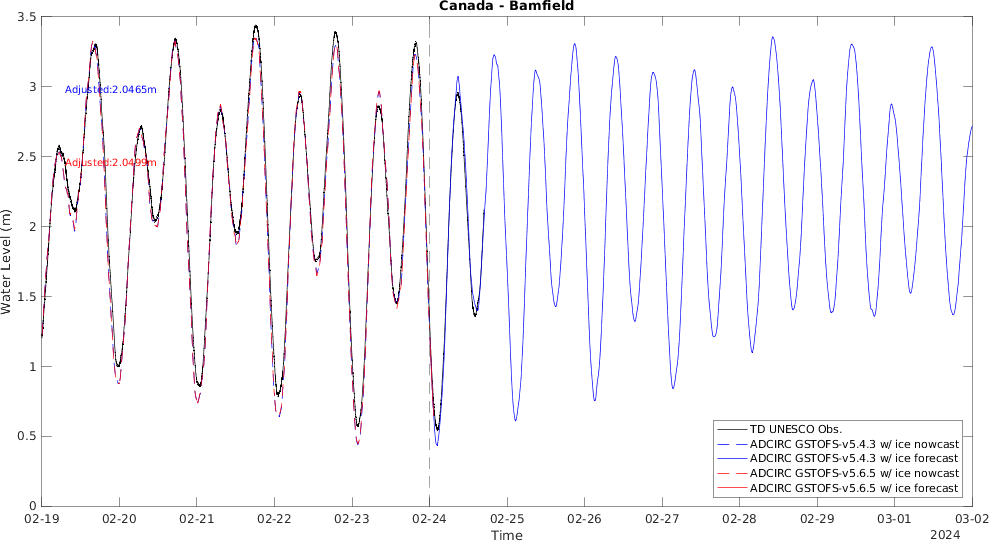 Canada - Bamfield
3.5
3
2.5
2
1.5
1
0.5
0
Water Level (m)
Adjusted:2.0465m
Adjusted:2.0499m
TD UNESCO Obs.
ADCIRC GSTOFS-v5.4.3 w/ ice nowcast
ADCIRC GSTOFS-v5.4.3 w/ ice forecast
ADCIRC GSTOFS-v5.6.5 w/ ice nowcast
ADCIRC GSTOFS-v5.6.5 w/ ice forecast
02-19 02-20 02-21 02-22 02-23 02-24 02-25 02-26 02-27 02-28 02-29 03-01 03-02
Time
2024